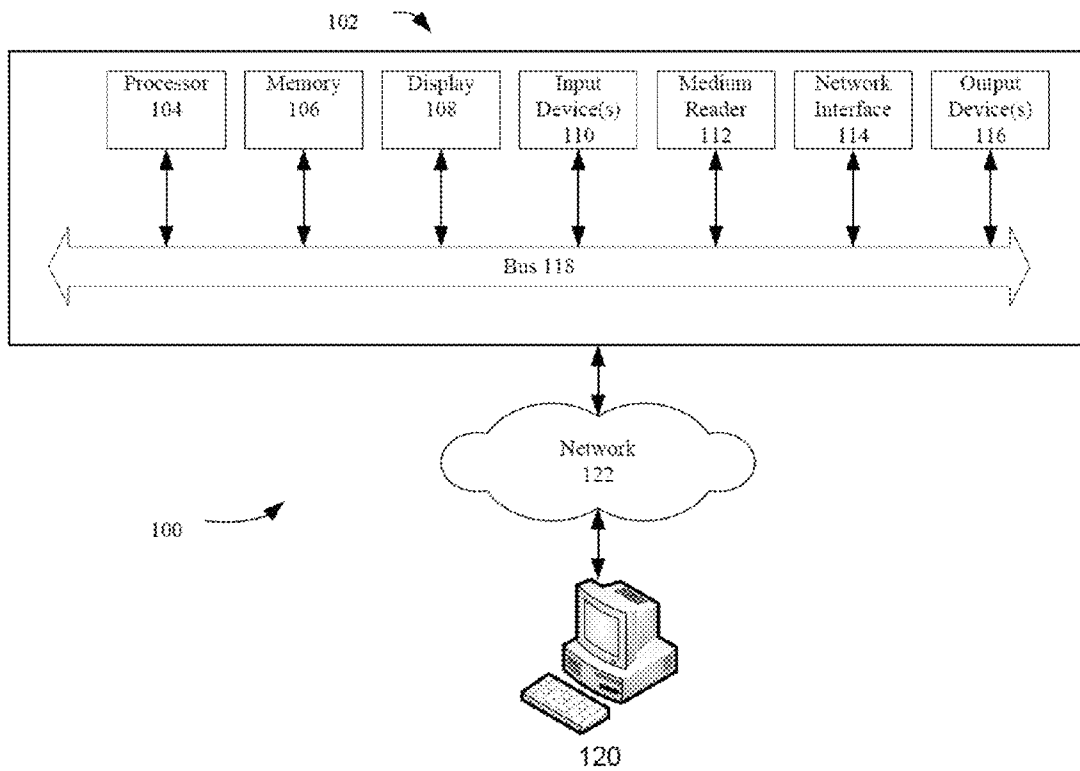 102
Processor
104
Memory
106
Display
108
Input
Device(s)
110
Medium
Reader
112
Network
Interface
114
Output
Device(s)
116
Bus 118
Network
122
100
120